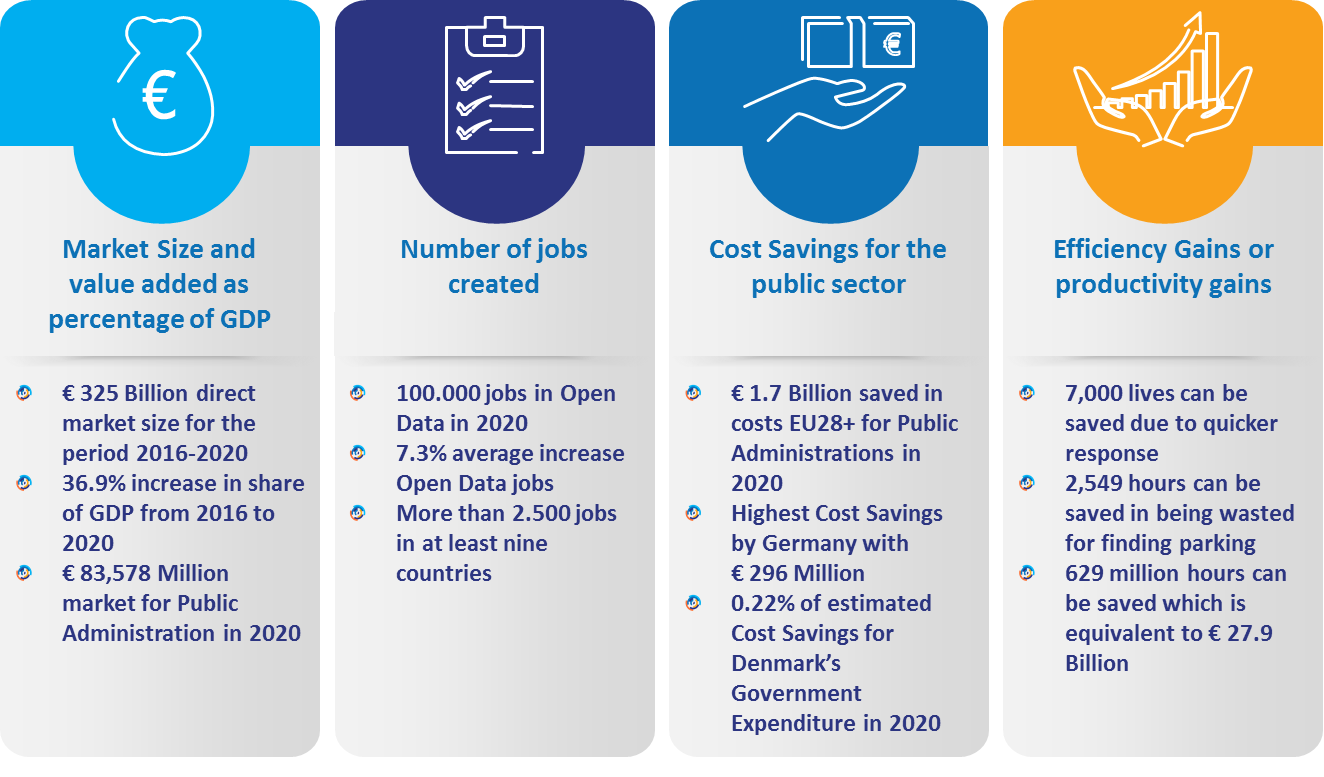 €
Market Size and
value added as
percentage of GDP
€ 325 Billion direct
market size for the
period 2016-2020
36.9% increase in share
of GDP from 2016 to
2020
€ 83,578 Million
market for Public
Administration in 2020
Number of jobs
created
100.000 jobs in Open
Data in 2020
7.3% average increase
Open Data jobs
More than 2.500 jobs
in at least nine
countries
€
Cost Savings for the
public sector
€ 1.7 Billion saved in
costs EU28+ for Public
Administrations in
2020
Highest Cost Savings
by Germany with
€ 296 Million
0.22% of estimated
Cost Savings for
Denmark’s
Government
Expenditure in 2020
Efficiency Gains or
productivity gains
7,000 lives can be
saved due to quicker
response
2,549 hours can be
saved in being wasted
for finding parking
629 million hours can
be saved which is
equivalent to € 27.9
Billion